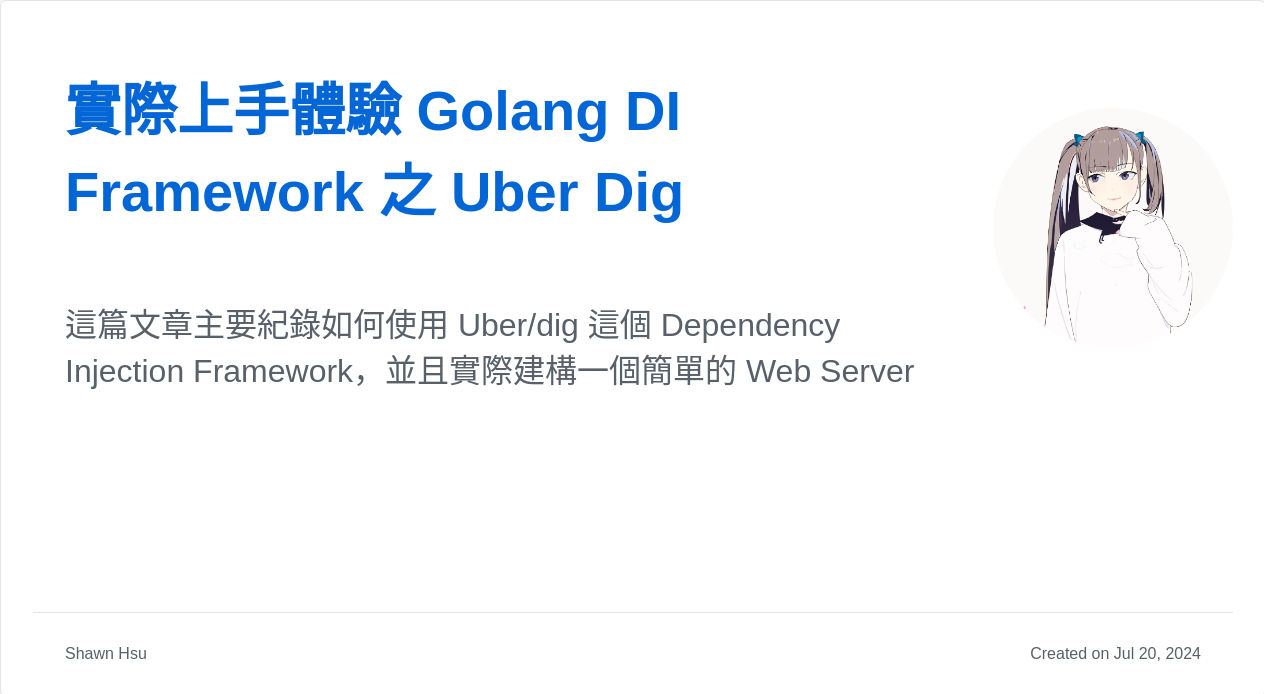 實際上手體驗 Golang DI
Framework 之 Uber Dig
這篇文章主要紀錄如何使用 Uber/dig 這個 Dependency
Injection Framework，並且實際建構一個簡單的 Web Server
Shawn Hsu
Created on Jul 20, 2024